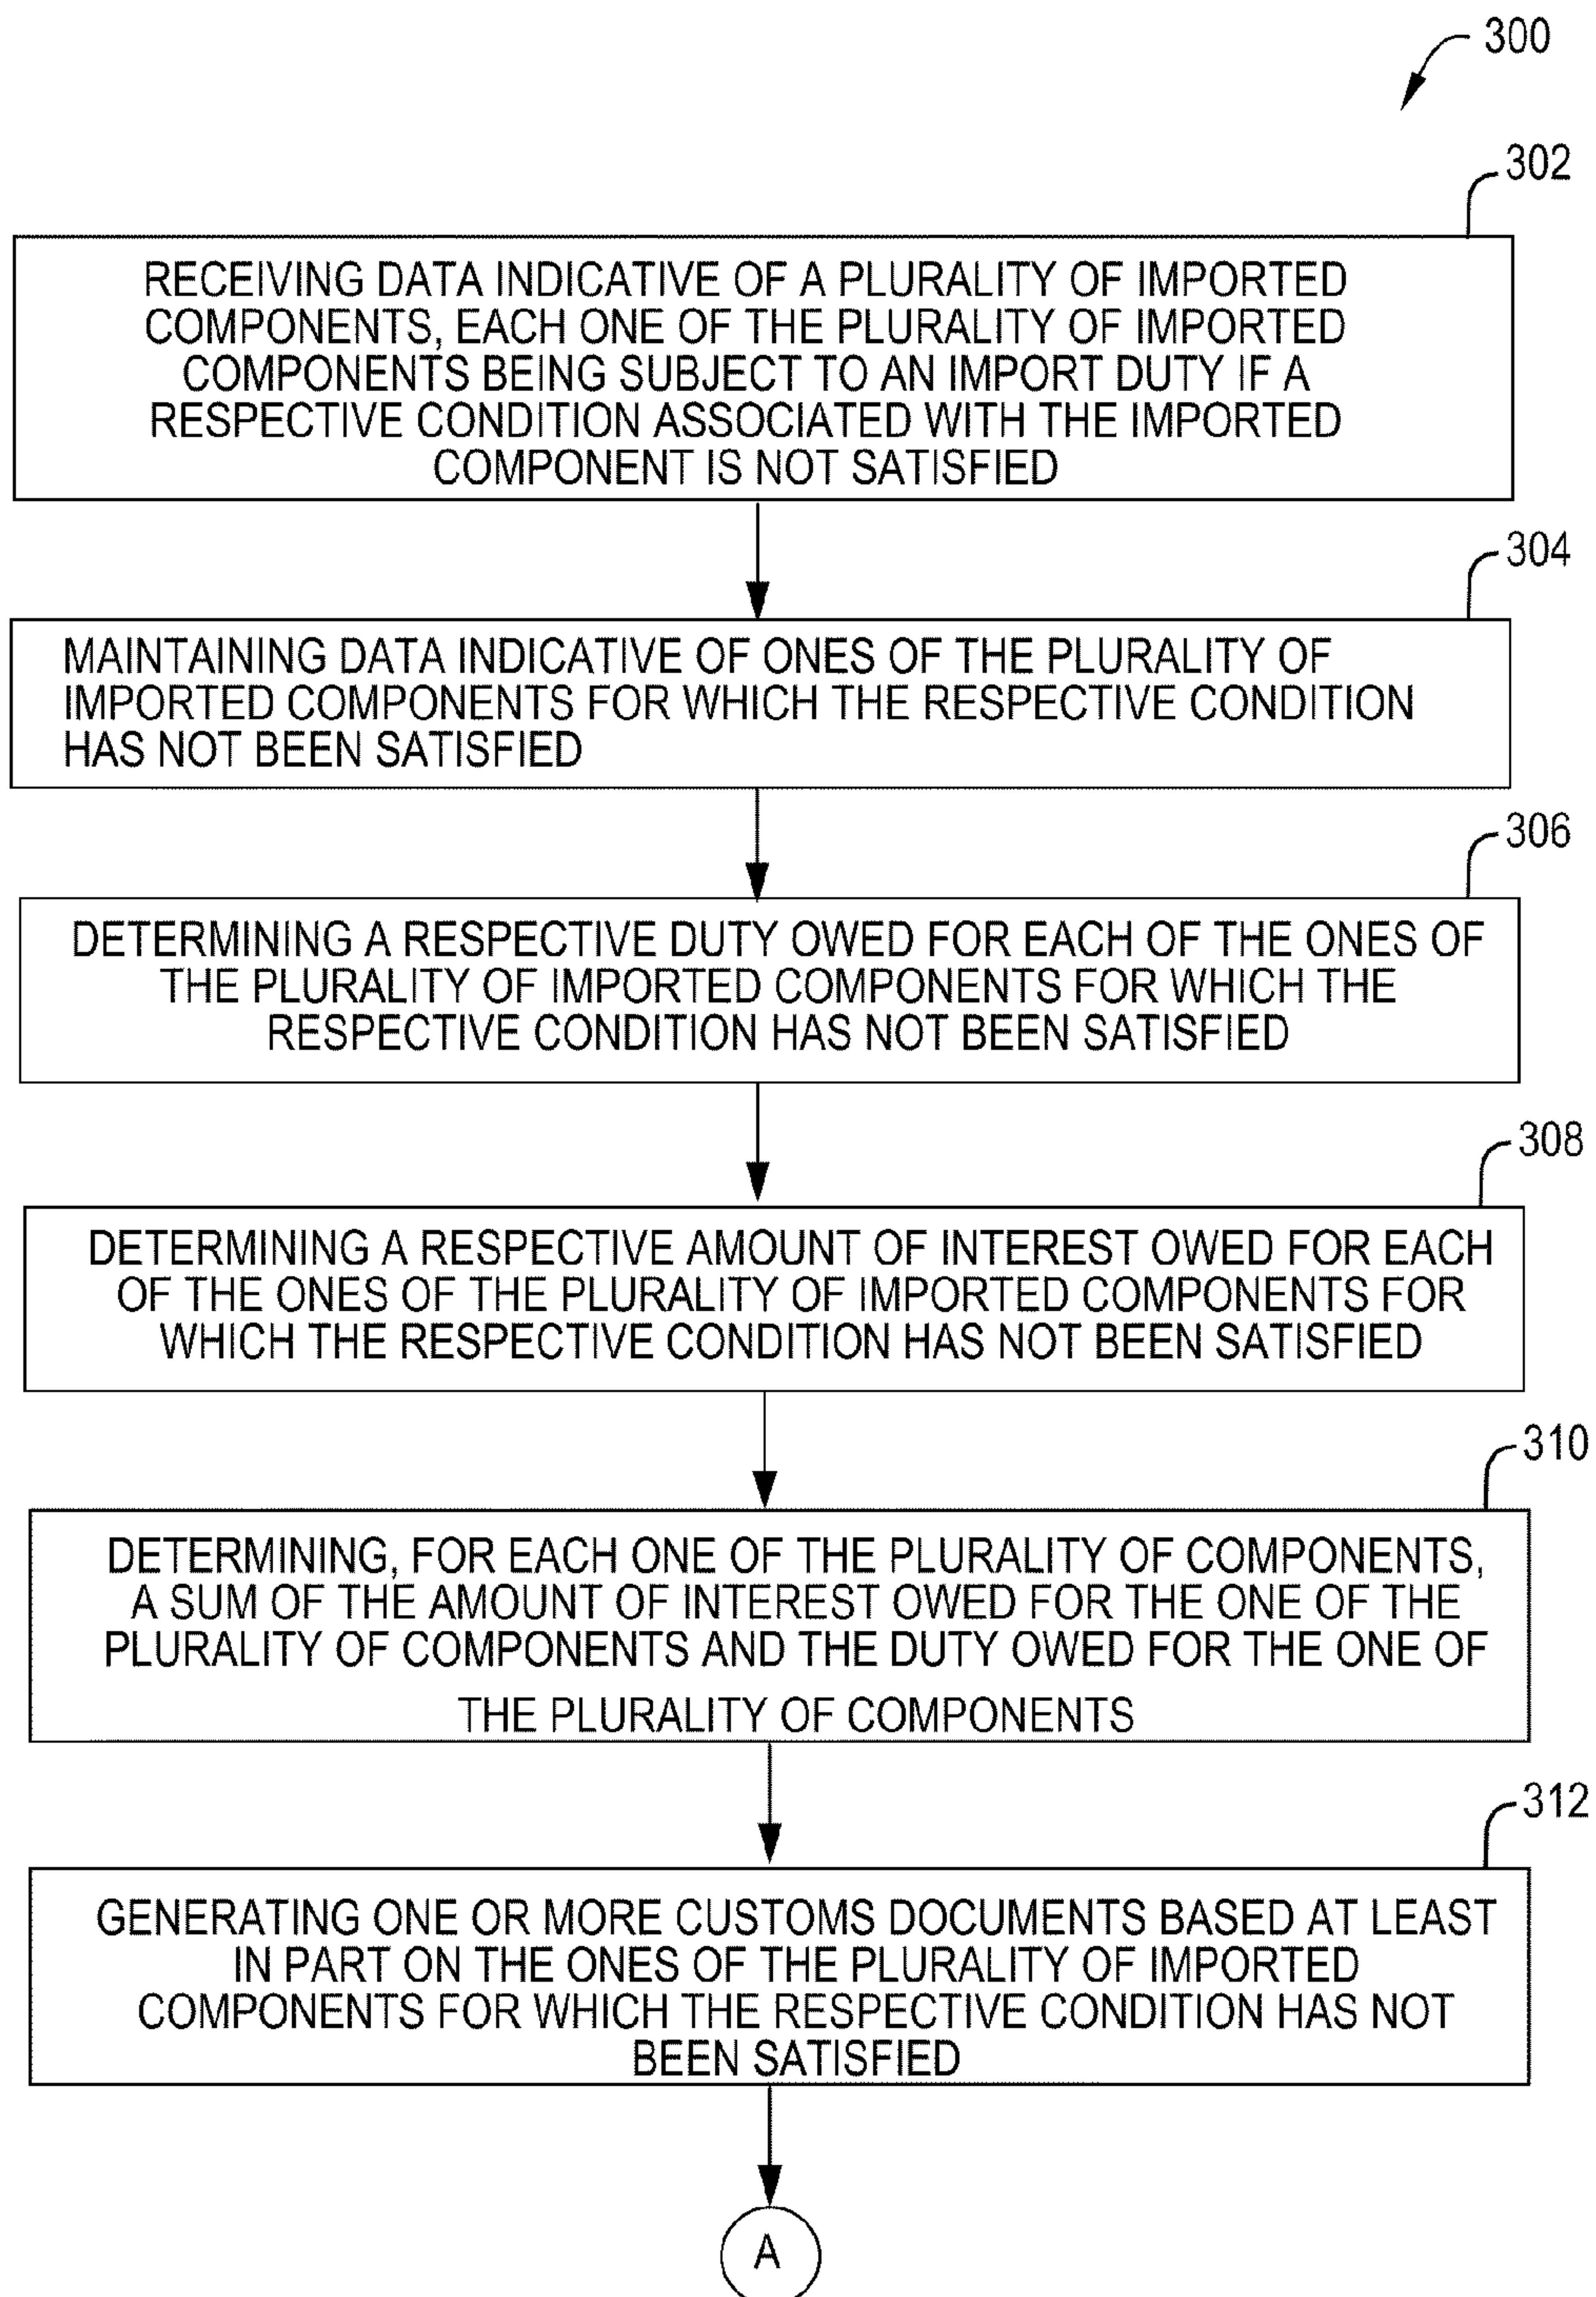 300
302
RECEIVING DATA INDICATIVE OF A PLURALITY OF IMPORTED
COMPONENTS, EACH ONE OF THE PLURALITY OF IMPORTED
COMPONENTS BEING SUBJECT TO AN IMPORT DUTY IF A
RESPECTIVE CONDITION ASSOCIATED WITH THE IMPORTED
COMPONENT IS NOT SATISFIED
304
MAINTAINING DATA INDICATIVE OF ONES OF THE PLURALITY OF
IMPORTED COMPONENTS FOR WHICH THE RESPECTIVE CONDITION
HAS NOT BEEN SATISFIED
306
DETERMINING A RESPECTIVE DUTY OWED FOR EACH OF THE ONES OF
THE PLURALITY OF IMPORTED COMPONENTS FOR WHICH THE
RESPECTIVE CONDITION HAS NOT BEEN SATISFIED
308
DETERMINING A RESPECTIVE AMOUNT OF INTEREST OWED FOR EACH
OF THE ONES OF THE PLURALITY OF IMPORTED COMPONENTS FOR
WHICH THE RESPECTIVE CONDITION HAS NOT BEEN SATISFIED
310
DETERMINING, FOR EACH ONE OF THE PLURALITY OF COMPONENTS,
A SUM OF THE AMOUNT OF INTEREST OWED FOR THE ONE OF THE
PLURALITY OF COMPONENTS AND THE DUTY OWED FOR THE ONE OF
THE PLURALITY OF COMPONENTS
312
GENERATING ONE OR MORE CUSTOMS DOCUMENTS BASED AT LEAST
IN PART ON THE ONES OF THE PLURALITY OF IMPORTED
COMPONENTS FOR WHICH THE RESPECTIVE CONDITION HAS NOT
BEEN SATISFIED
A